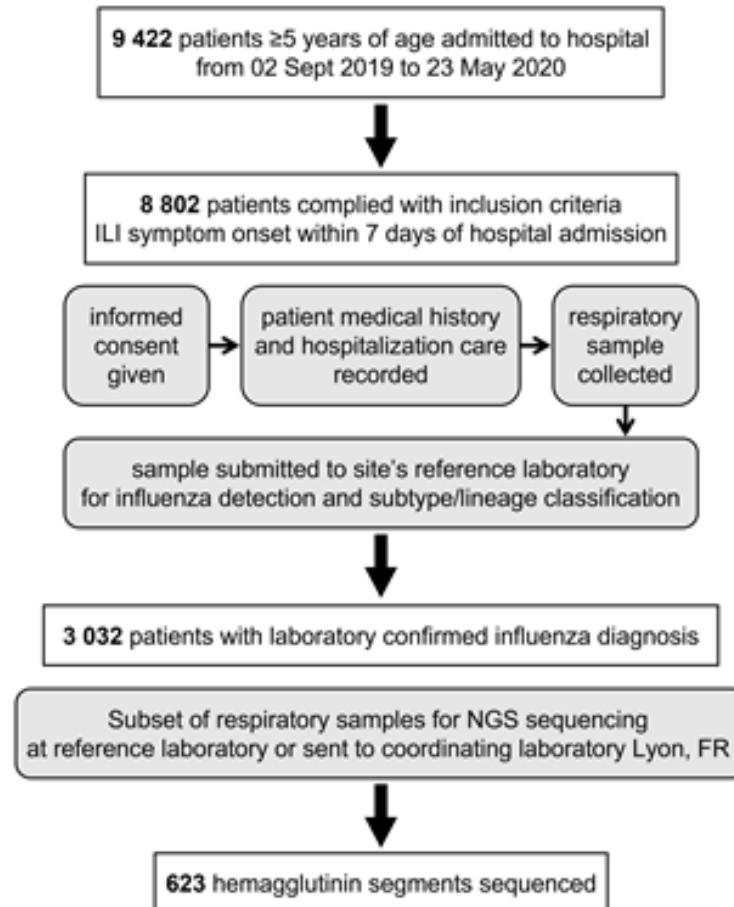 9 422 patients ≥5 years of age admitted to hospital
from 02 Sept 2019 to 23 May 2020
8 802 patients complied with inclusion criteria
ILI symptom onset within 7 days of hospital admission
informed
consent
given
patient medical history
and hospitalization care
recorded
respiratory
sample
collected
sample submitted to site's reference laboratory
for influenza detection and subtype/lineage classification
3 032 patients with laboratory confirmed influenza diagnosis
Subset of respiratory samples for NGS sequencing
at reference laboratory or sent to coordinating laboratory Lyon, FR
623 hemagglutinin segments sequenced